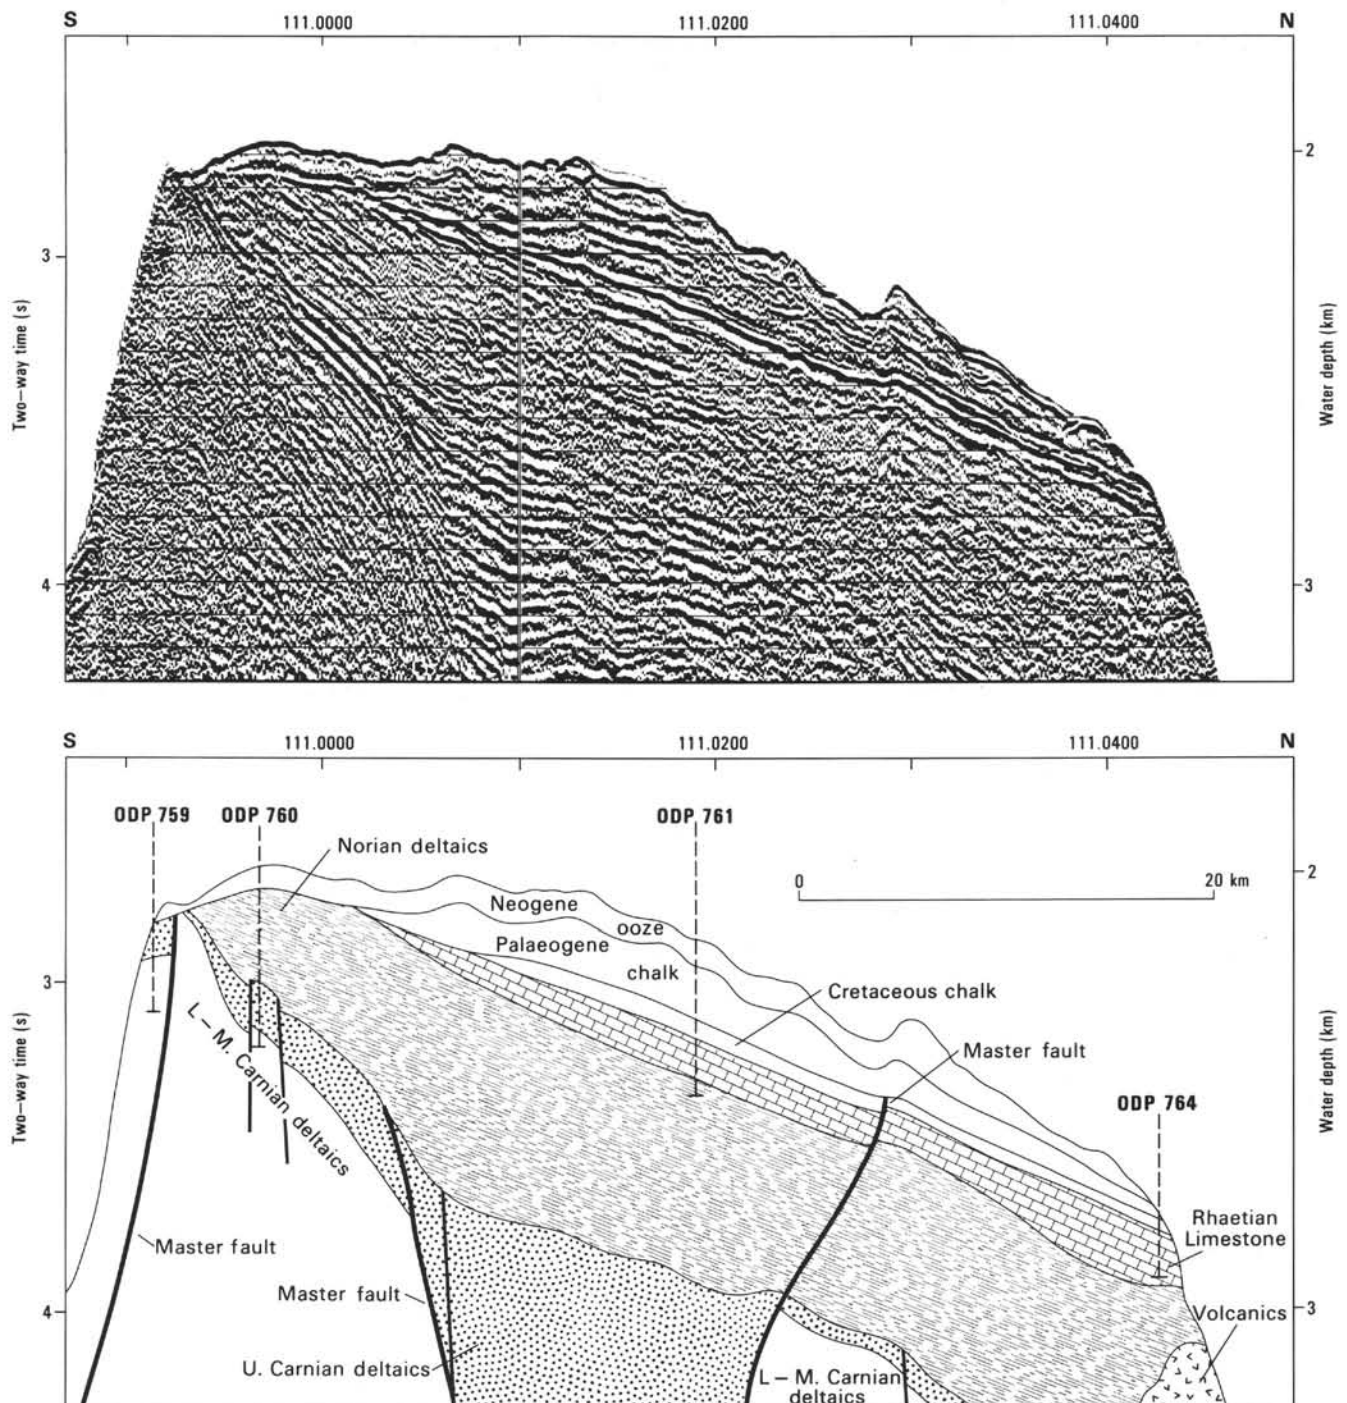 S 111.0000 111.0200 111.0400 N
2
3
Two–way time (s)
Water depth (km)
4
3
S 111.0000 111.0200 111.0400 N
ODP 759 ODP 760 ODP 761
Norian deltaics
2
0 20 km
Neogene
ooze
Palaeogene
chalk
3
Cretaceous chalk
L – M. Carnian deltaics
Two–way time (s)
Water depth (km)
Master fault
ODP 764
Rhaetian
Limestone
Master fault
Master fault
4
Volcanics
3
U. Carnian deltaics
L – M. Carnian
deltaics